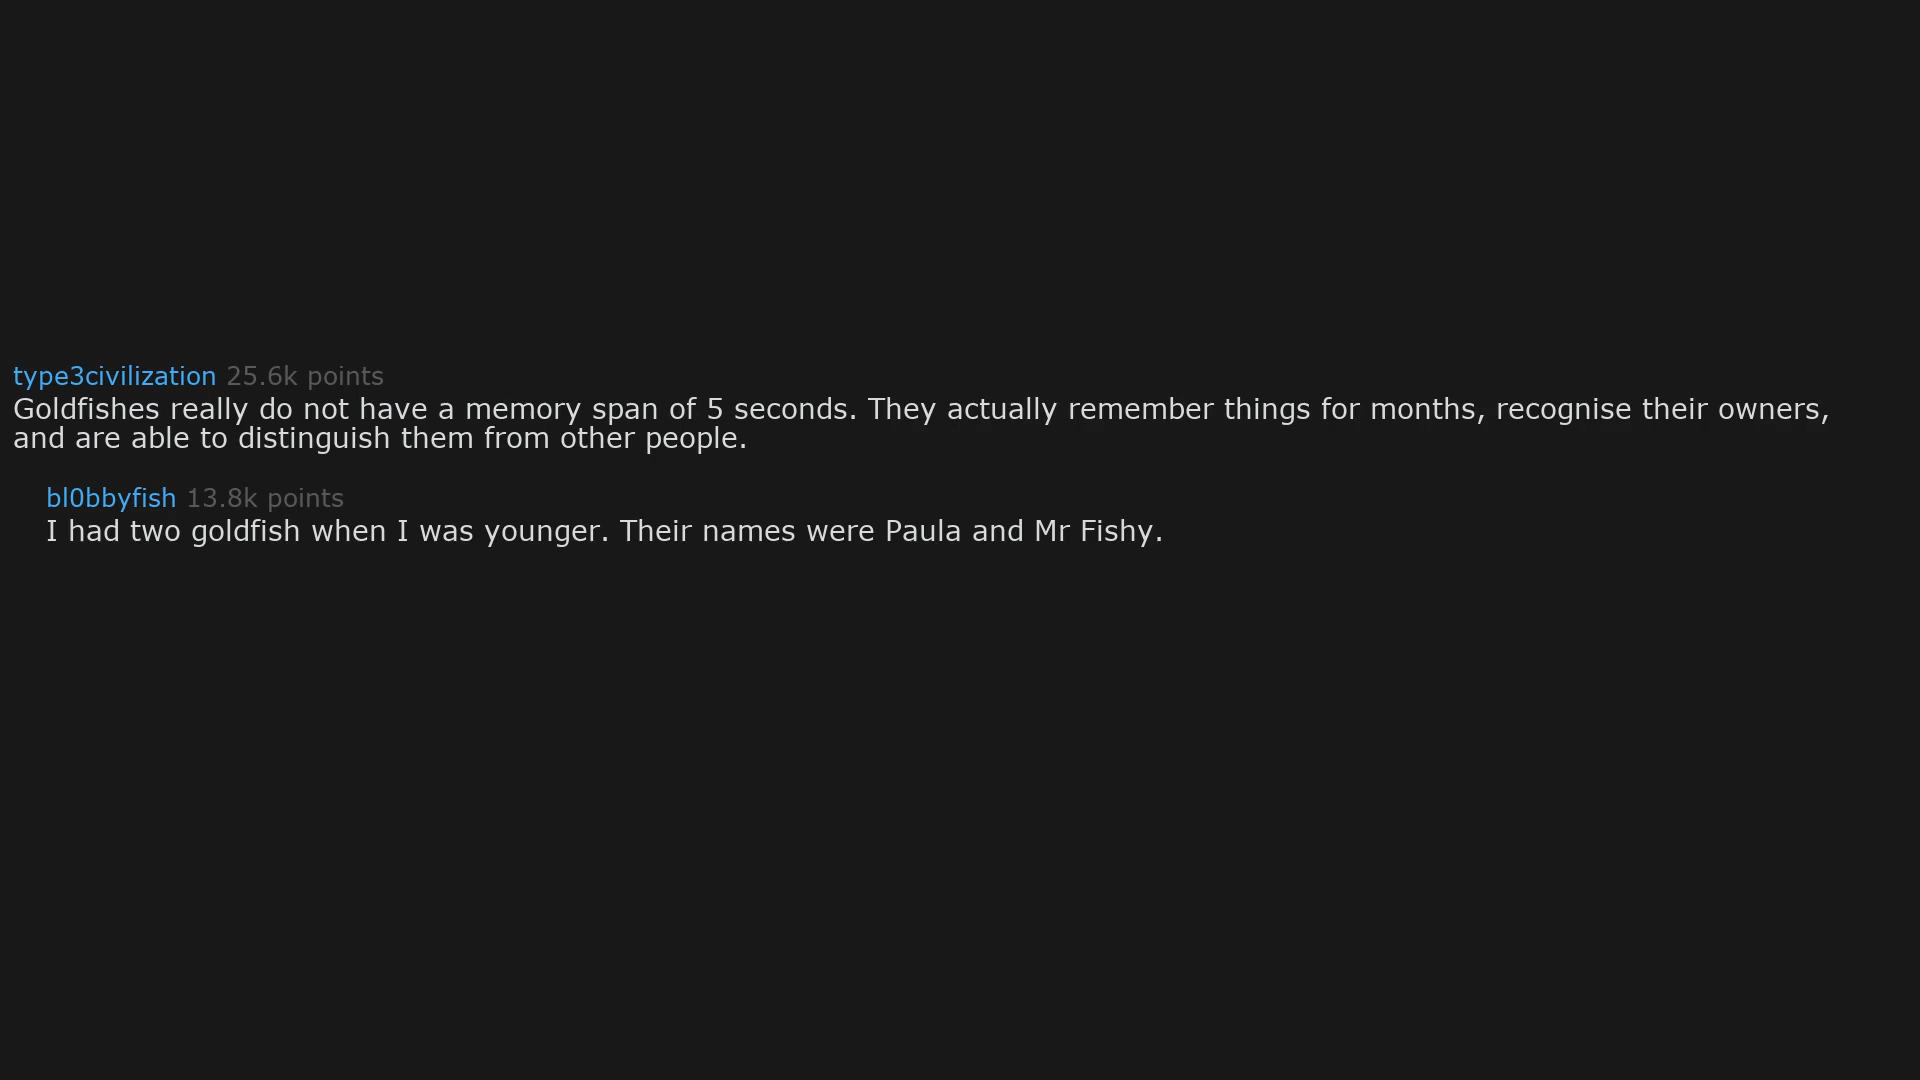 type3civilization 25.6k points
Goldfishes really do not have a memory span of 5 seconds. They actually remember things for months, recognise their owners,
and are able to distinguish them from other people.
bl0bbyfish 13.8k points
I had two goldfish when I was younger. Their names were Paula and Mr Fishy.